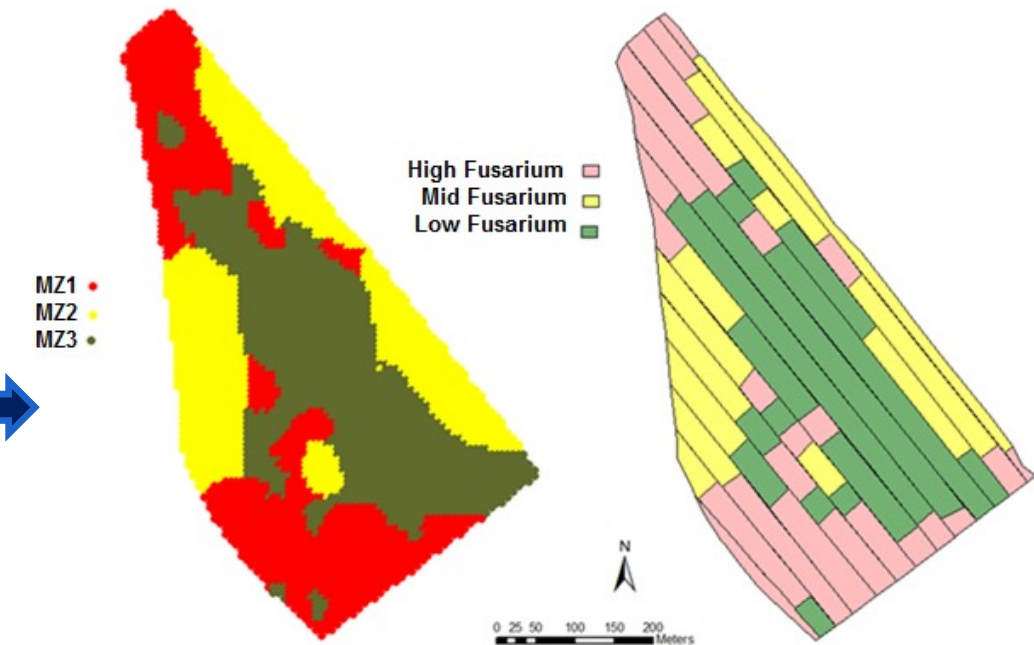 High Fusarium
Mid Fusarium
Low Fusarium
MZ1
MZ2
MZ3
N
0 25 50 100 150 200
Meters